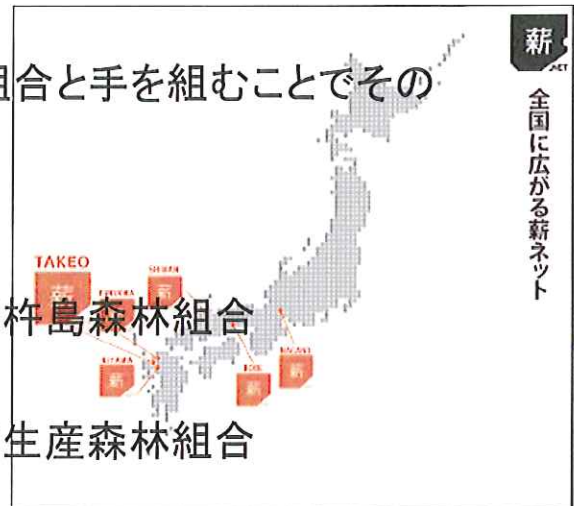 組合と手を組むことでその
杵島森林組合
生産森林組合
薪
.NET
全国に広がる薪ネット
TAKEO
薪
薪
薪
薪
薪